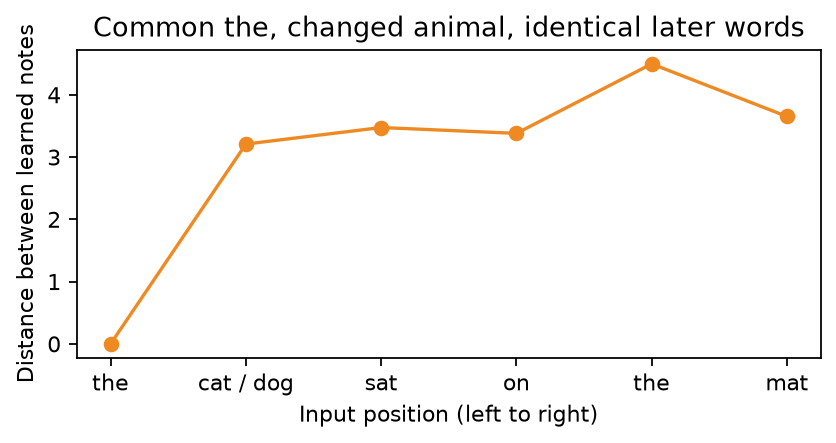 Common the, changed animal, identical later words
Distance between learned notes
4
3
2
1
0
the
cat / dog
sat
on
the
mat
Input position (left to right)